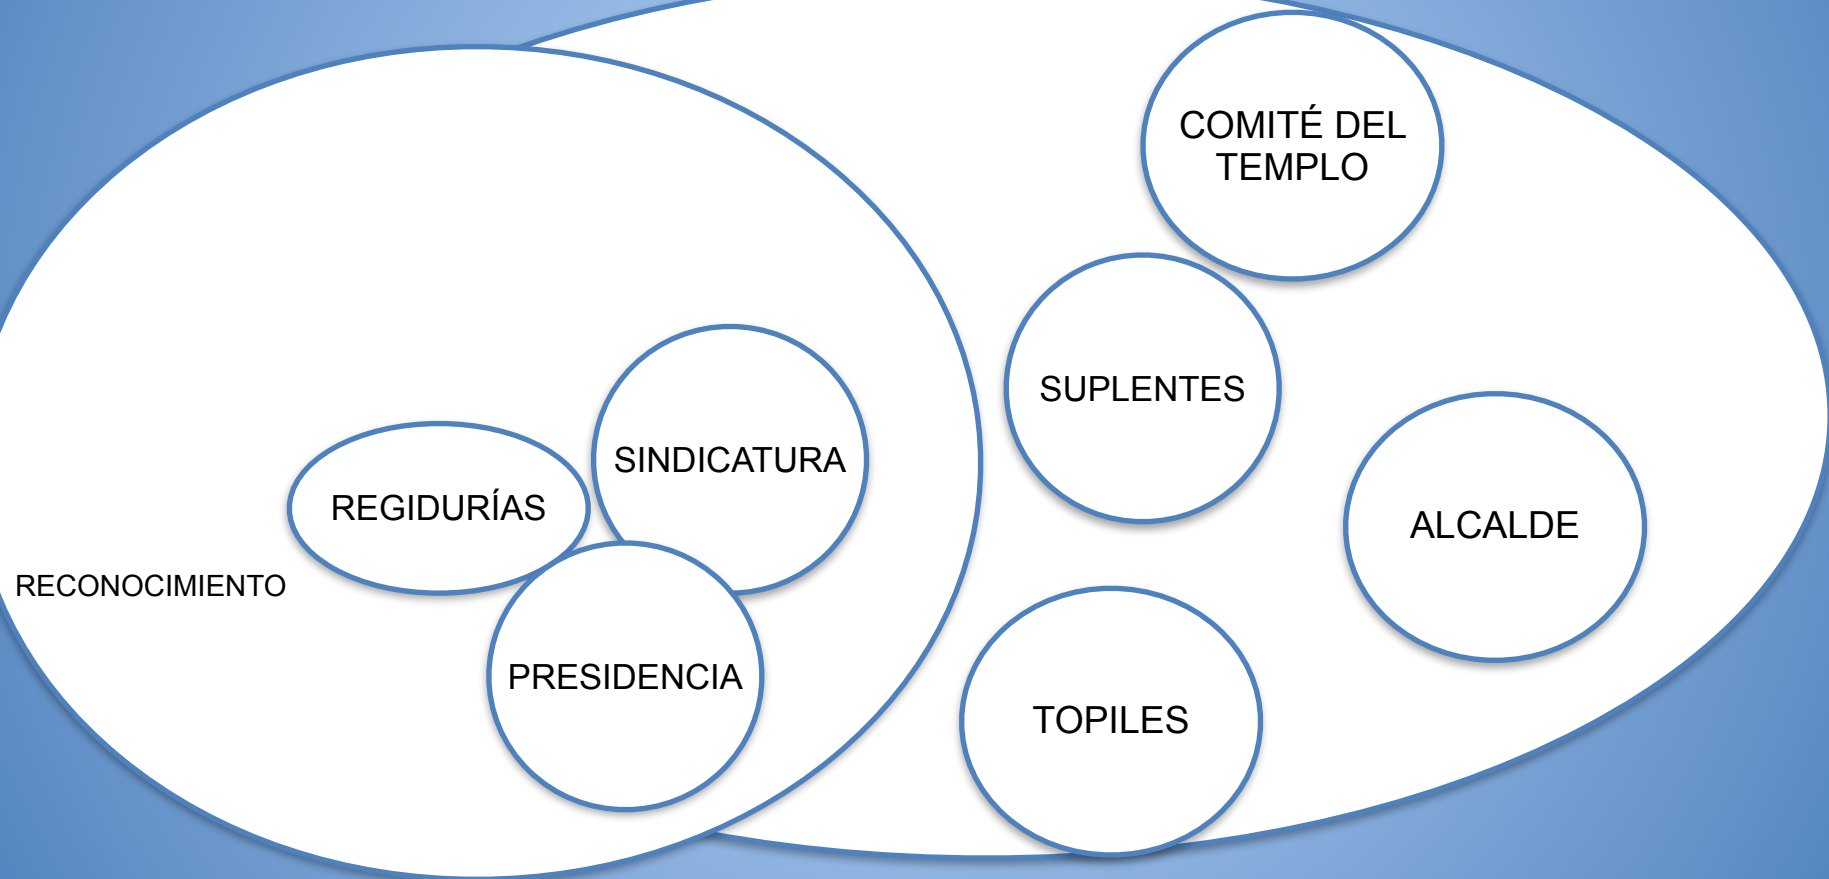 COMITÉ DEL
TEMPLO
SUPLENTES
SINDICATURA
REGIDURÍAS
ALCALDE
RECONOCIMIENTO
PRESIDENCIA
TOPILES